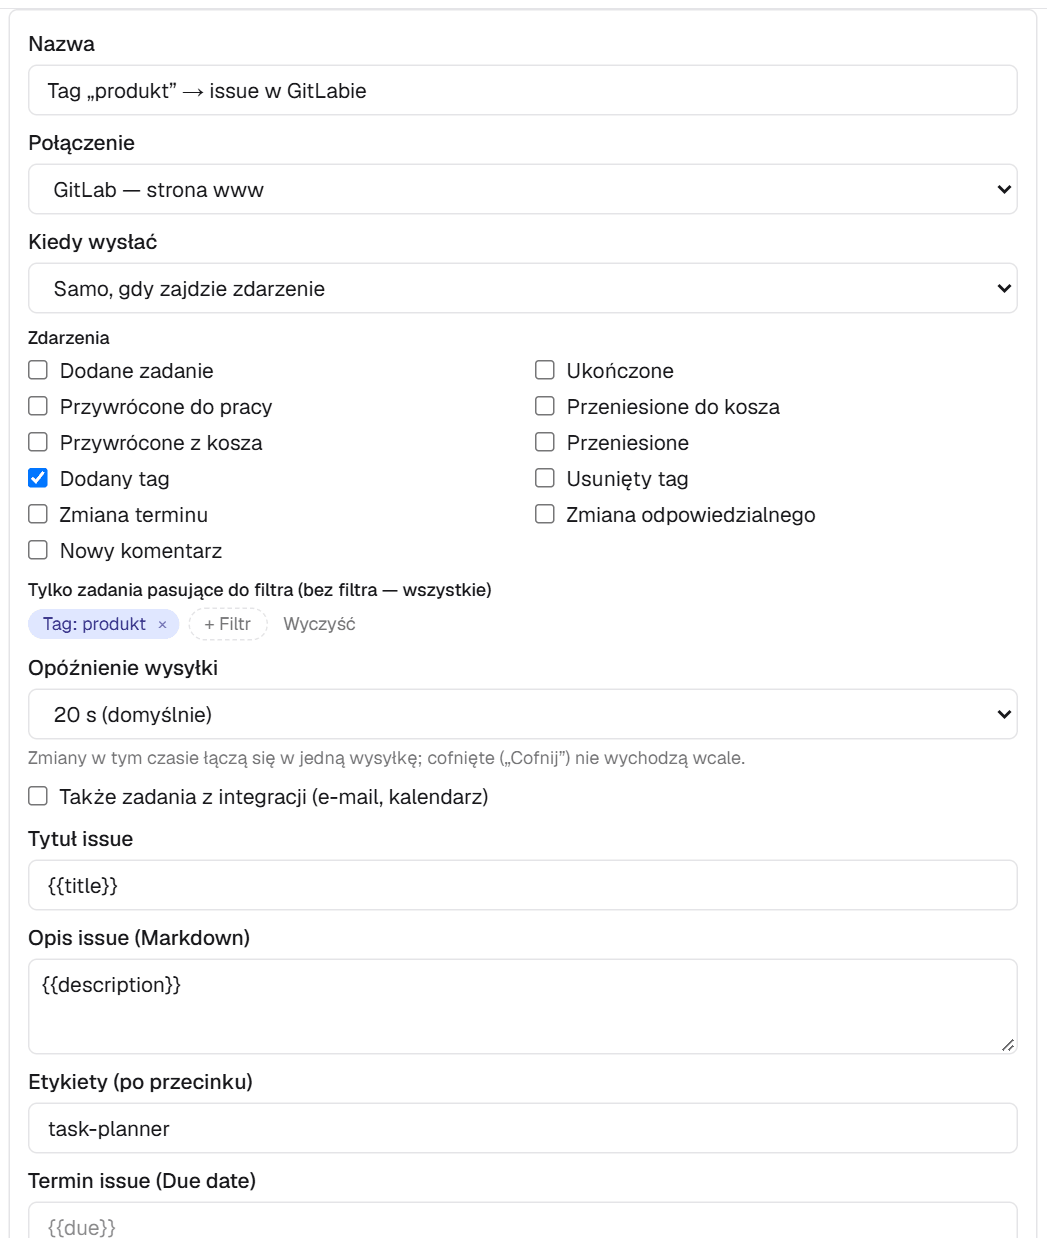 Nazwa
Tag „produkt” → issue w GitLabie
Połączenie
GitLab — strona www
Kiedy wysłać
Samo, gdy zajdzie zdarzenie
Zdarzenia
Dodane zadanie
Ukończone
Przywrócone do pracy
Przeniesione do kosza
Przywrócone z kosza
Przeniesione
Dodany tag
Usunięty tag
Zmiana terminu
Zmiana odpowiedzialnego
Nowy komentarz
Tylko zadania pasujące do filtra (bez filtra — wszystkie)
Tag: produkt × + Filtr Wyczyść
Opóźnienie wysyłki
20 s (domyślnie)
Zmiany w tym czasie łączą się w jedną wysyłkę; cofnięte („Cofnij”) nie wychodzą wcale.
Także zadania z integracji (e-mail, kalendarz)
Tytuł issue
{{title}}
Opis issue (Markdown)
{{description}}
Etykiety (po przecinku)
task-planner
Termin issue (Due date)
{{due}}